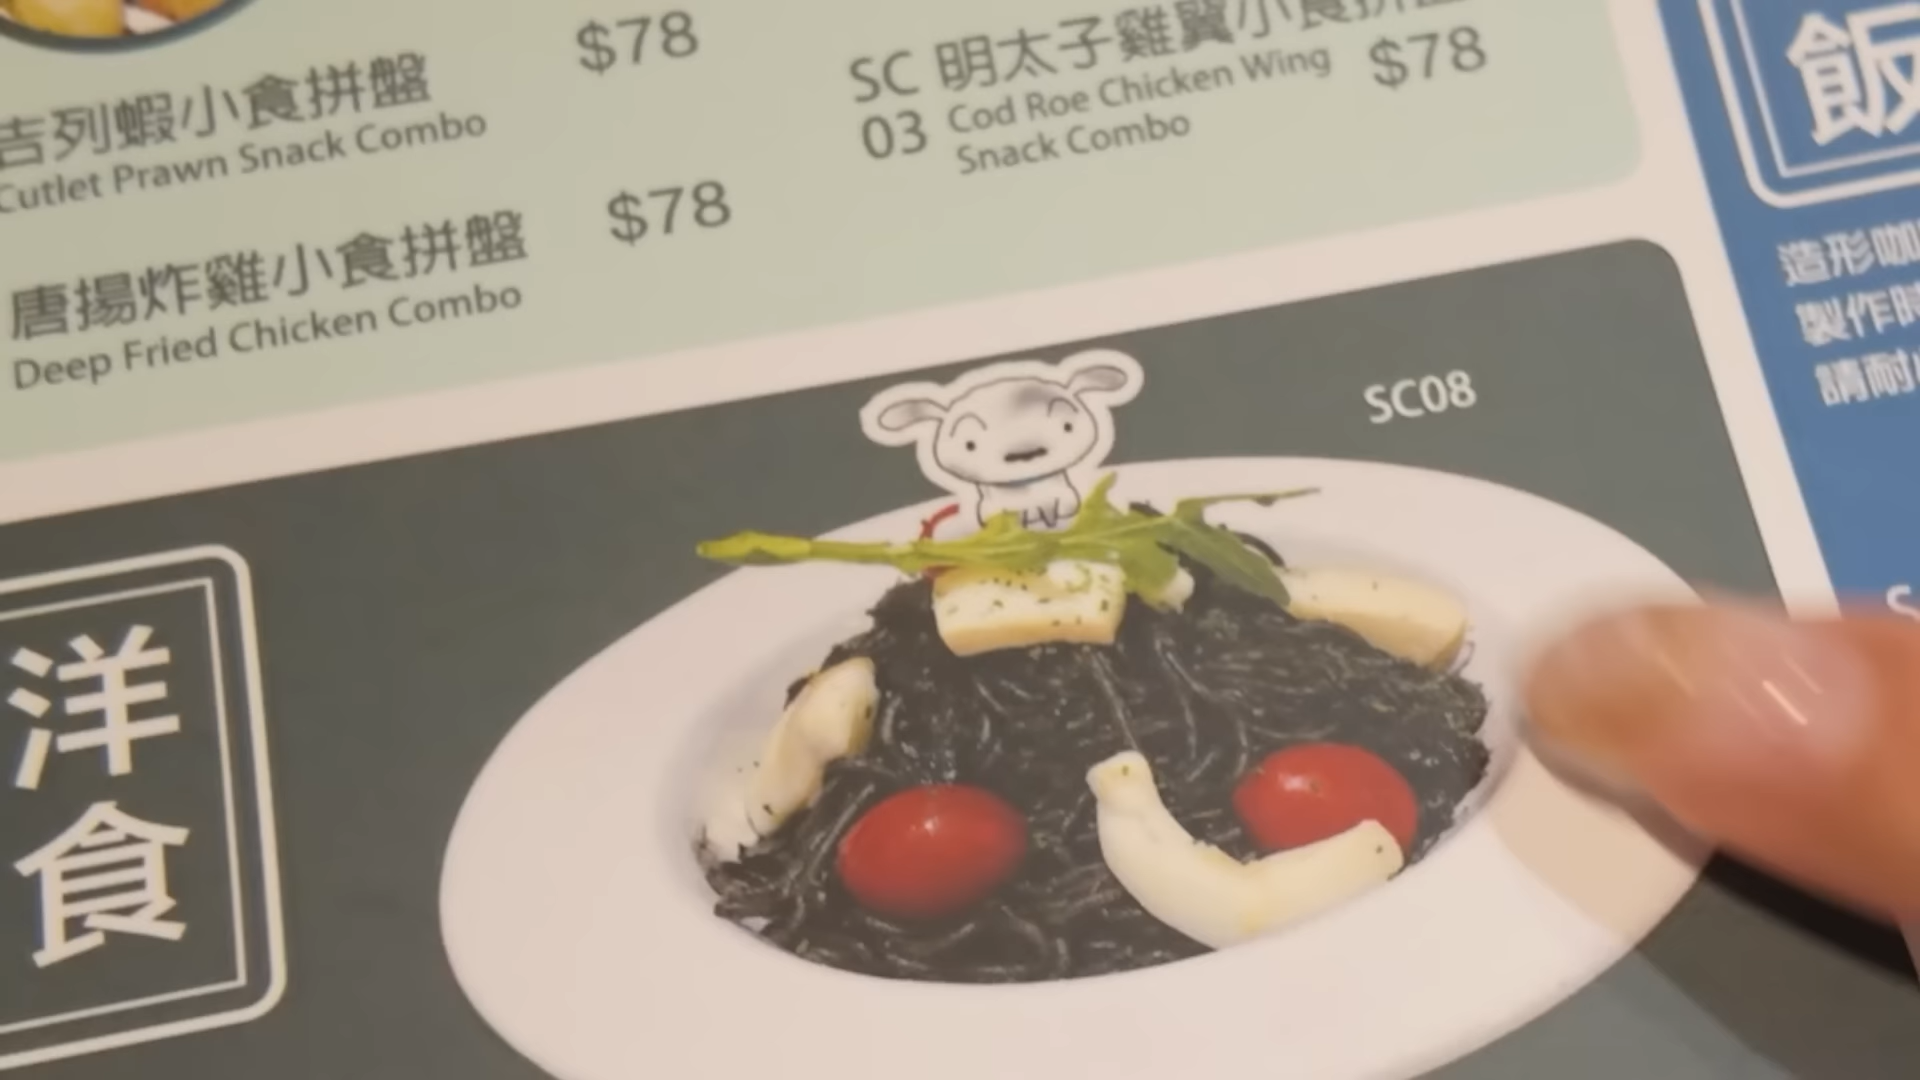 吉列蝦小食拼盤 $78
Cutlet Prawn Snack Combo
唐揚炸雞小食拼盤 $78
Deep Fried Chicken Combo
SC 03 明太子雞翼小食拼盤 $78
Cod Roe Chicken Wing
Snack Combo
SC08
洋食
飯
造形咖
製作時
請耐